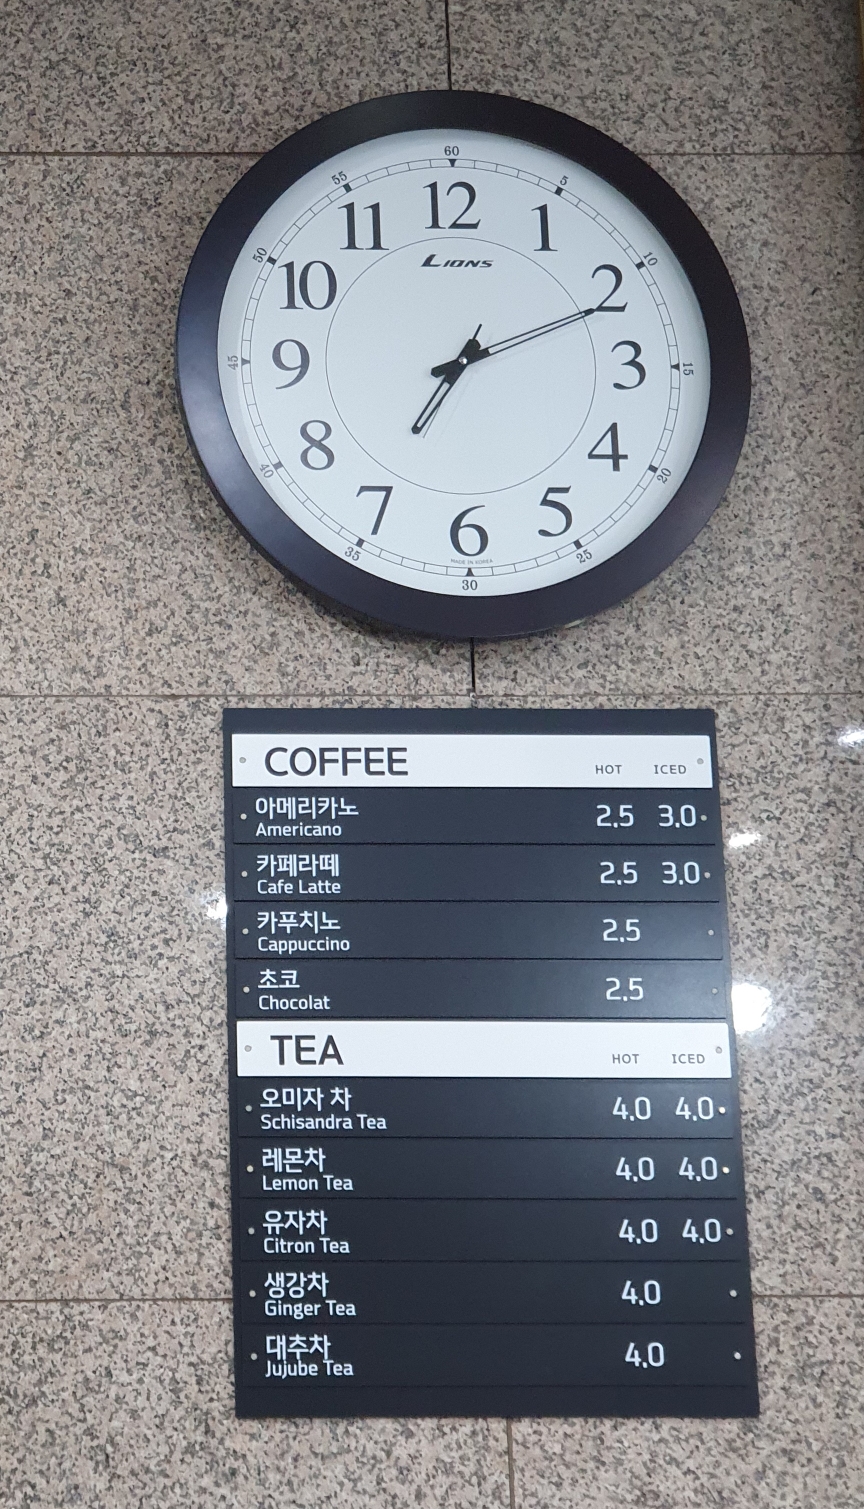 60
55
5
50
10
45
15
40
20
35
25
30
12
11
1
10
2
9
3
8
4
7
5
6
LIONS
MADE IN KOREA
COFFEE HOT ICED
아메리카노 2.5 3.0
Americano
카페라떼 2.5 3.0
Cafe Latte
카푸치노 2.5
Cappuccino
초코 2.5
Chocolat
TEA HOT ICED
오미자 차 4.0 4.0
Schisandra Tea
레몬차 4.0 4.0
Lemon Tea
유자차 4.0 4.0
Citron Tea
생강차 4.0
Ginger Tea
대추차 4.0
Jujube Tea